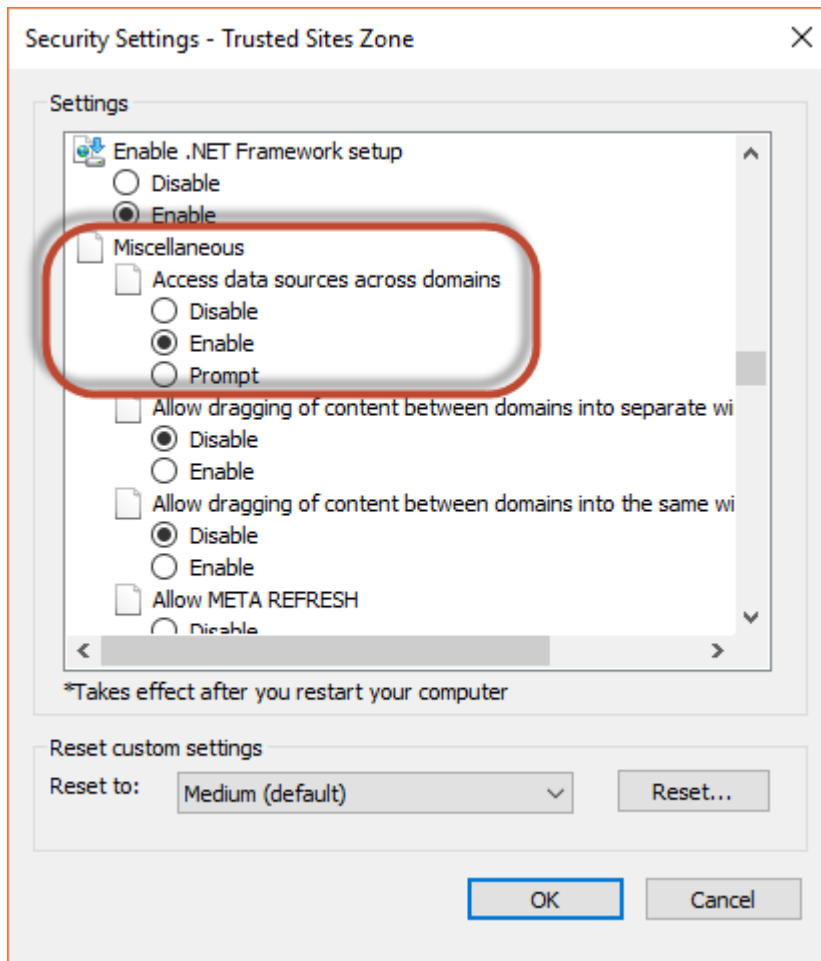 Security Settings - Trusted Sites Zone
Settings
Enable .NET Framework setup
Disable
Enable
Miscellaneous
Access data sources across domains
Disable
Enable
Prompt
Allow dragging of content between domains into separate wi
Disable
Enable
Allow dragging of content between domains into the same wi
Disable
Enable
Allow META REFRESH
Disable
*Takes effect after you restart your computer
Reset custom settings
Reset to:
Medium (default)
Reset...
OK
Cancel